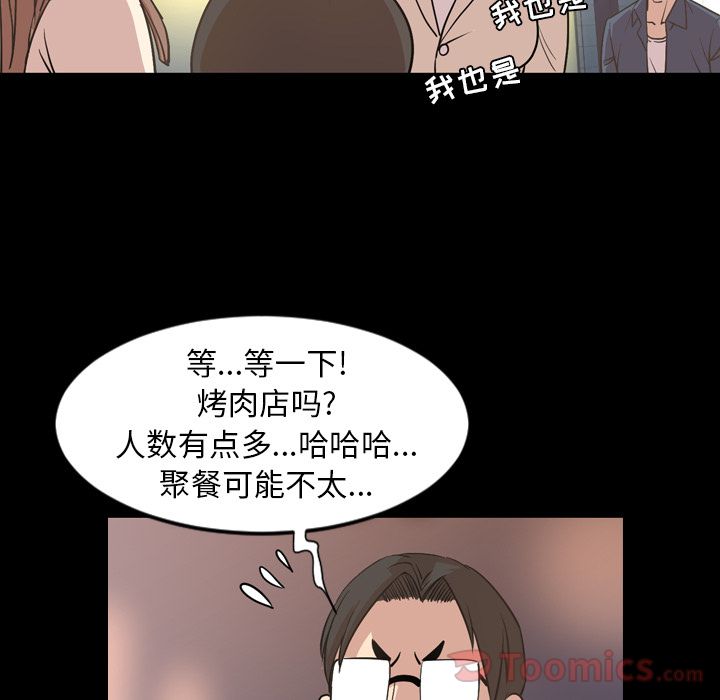 我也是
我也是
等...等一下!
烤肉店吗?
人数有点多...哈哈哈...
聚餐可能不太...
Toomics.com